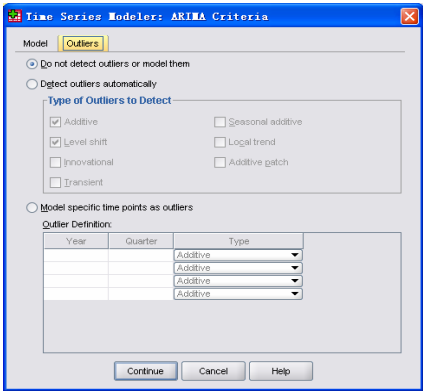 Time Series Modeler: ARIMA Criteria
Model Outliers
Do not detect outliers or model them
Detect outliers automatically
Type of Outliers to Detect
Additive Seasonal additive
Level shift Local trend
Innovational Additive patch
Transient
Model specific time points as outliers
Outlier Definition:
Year Quarter Type
Additive
Additive
Additive
Additive
Continue Cancel Help